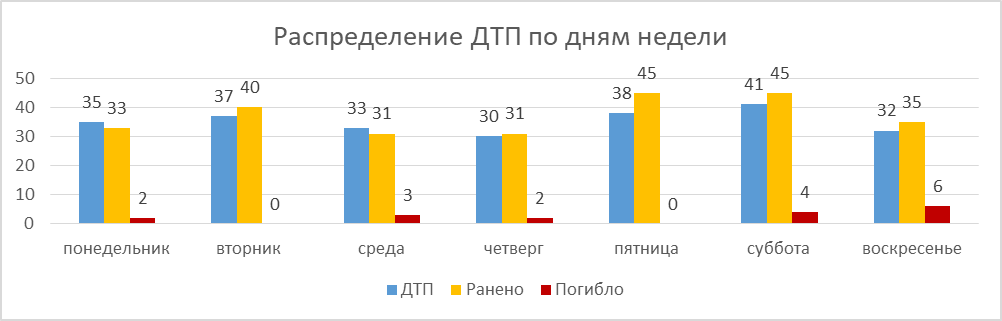 Распределение ДТП по дням недели
50
40
30
20
10
0
35 33 2
37 40 0
33 31 3
30 31 2
38 45 0
41 45 4
32 35 6
понедельник вторник среда четверг пятница суббота воскресенье
ДТП Ранено Погибло